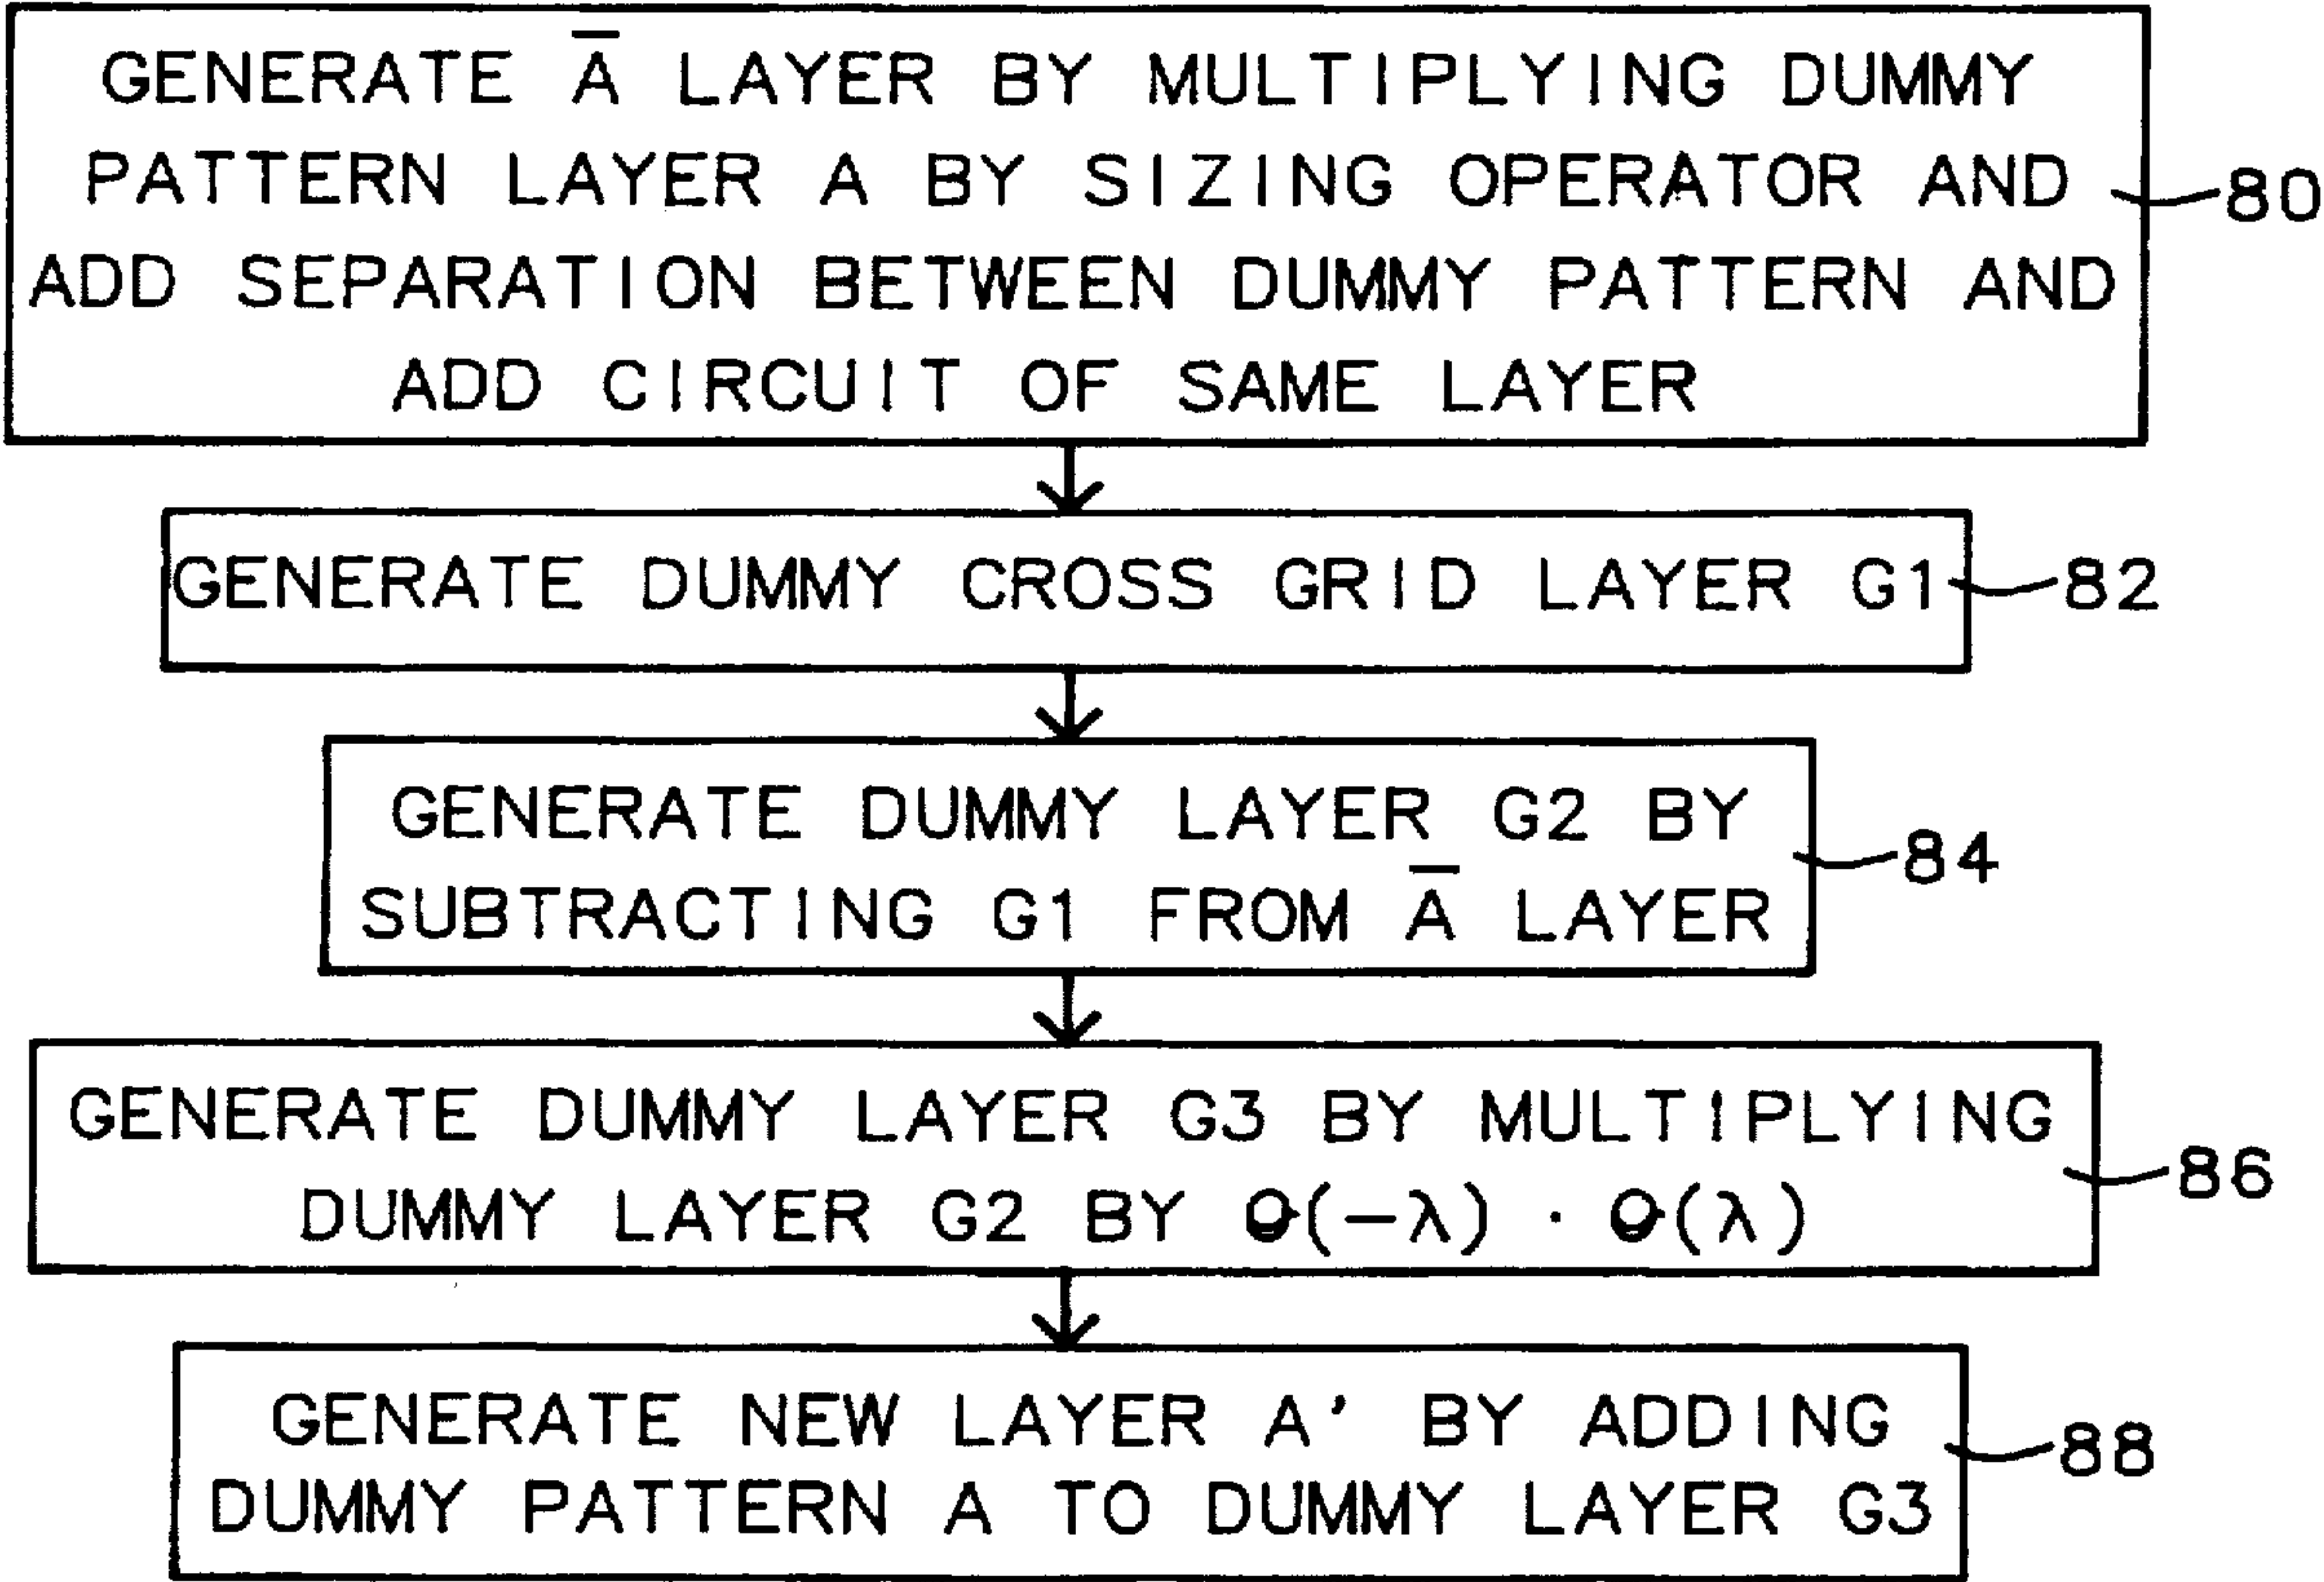 GENERATE A̅ LAYER BY MULTIPLYING DUMMY
PATTERN LAYER A BY SIZING OPERATOR AND
ADD SEPARATION BETWEEN DUMMY PATTERN AND
ADD CIRCUIT OF SAME LAYER
80
GENERATE DUMMY CROSS GRID LAYER G1
82
GENERATE DUMMY LAYER G2 BY
SUBTRACTING G1 FROM A̅ LAYER
84
GENERATE DUMMY LAYER G3 BY MULTIPLYING
DUMMY LAYER G2 BY (−λ) · (λ)
86
GENERATE NEW LAYER A' BY ADDING
DUMMY PATTERN A TO DUMMY LAYER G3
88